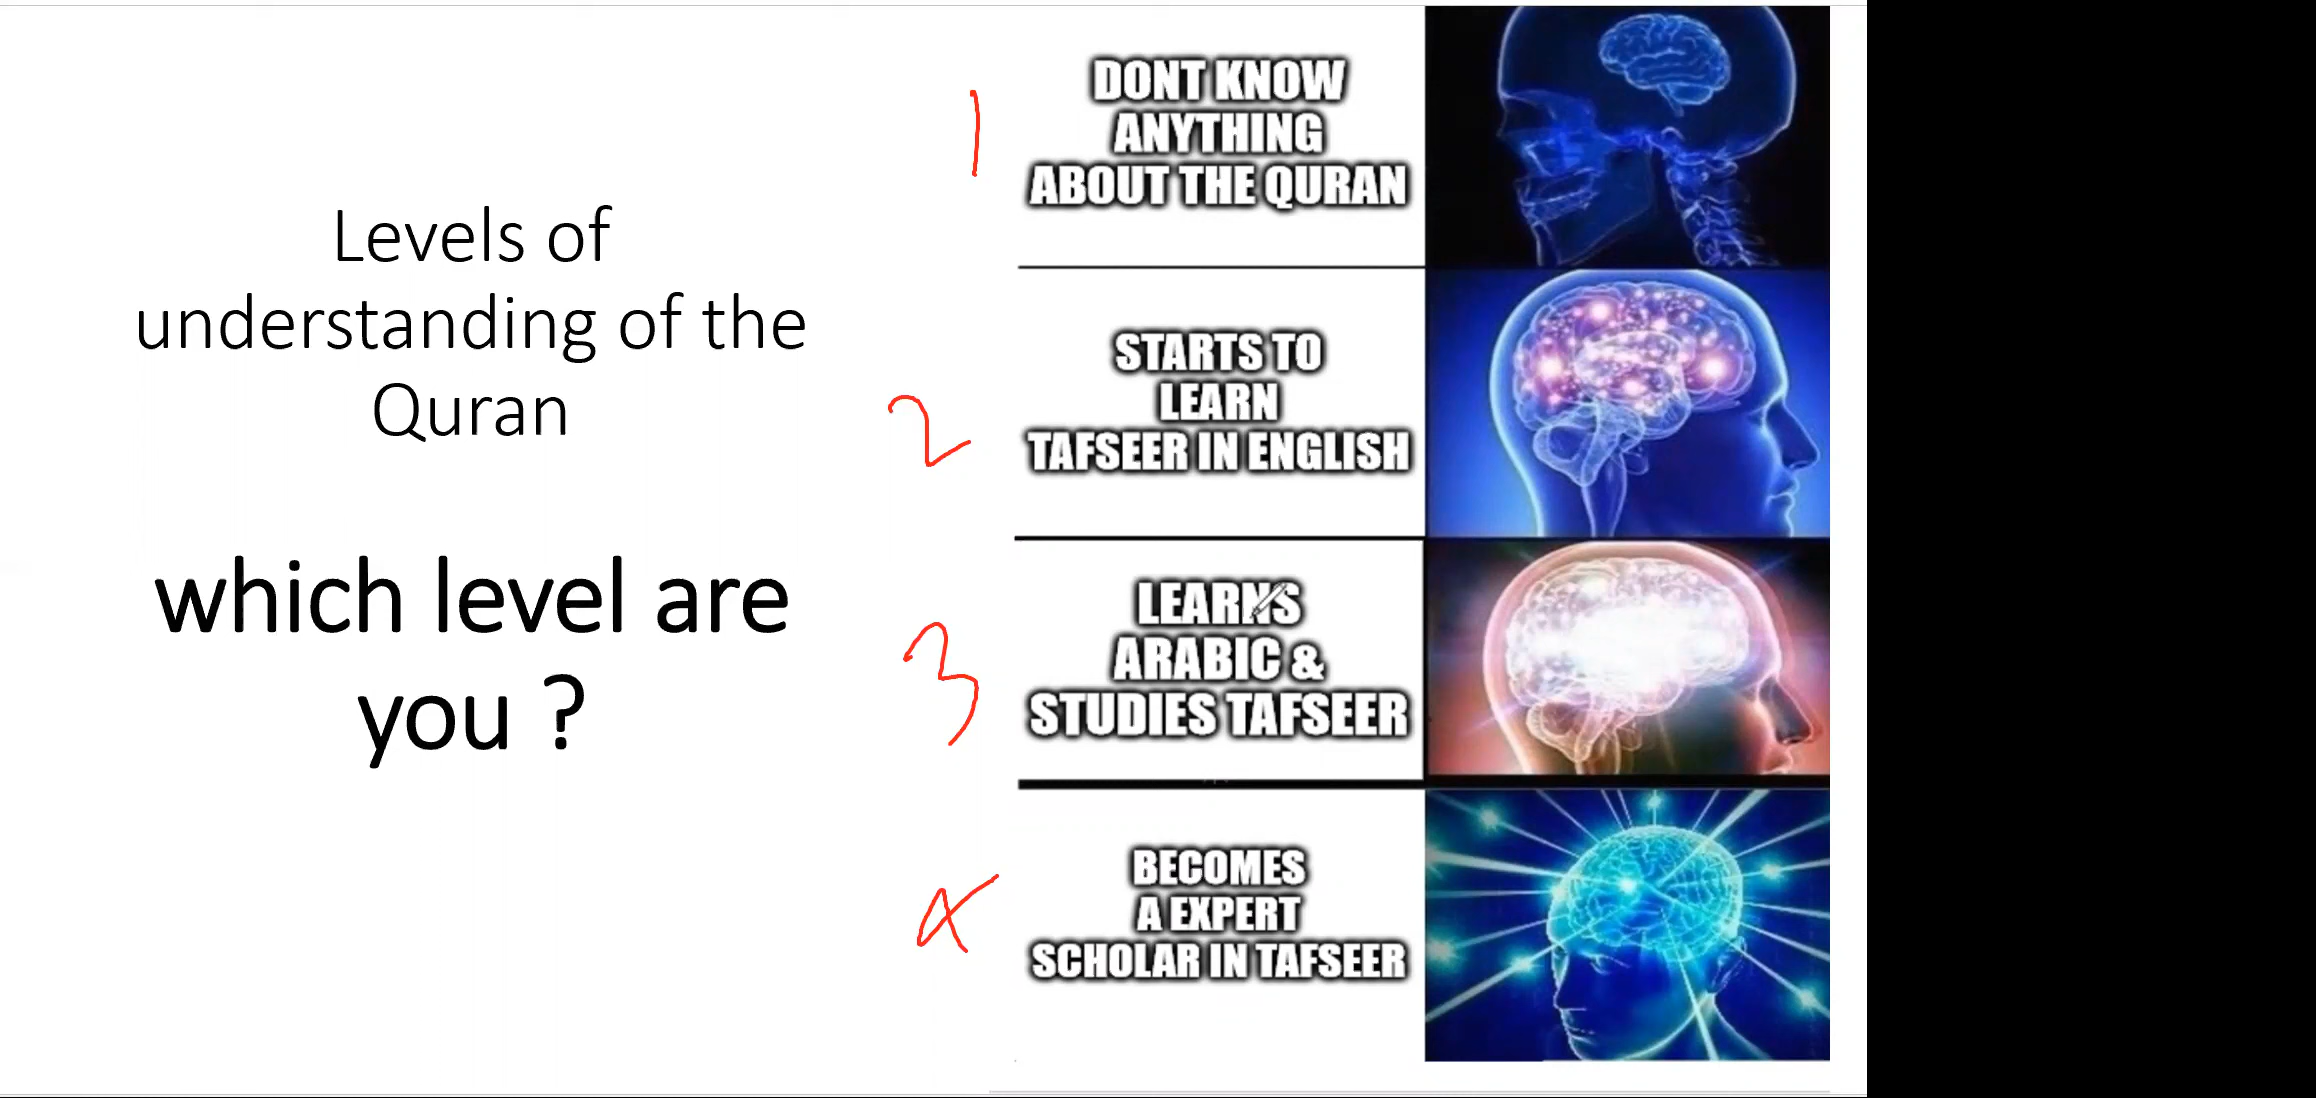 Levels of
understanding of the
Quran
which level are
you ?
1
DONT KNOW
ANYTHING
ABOUT THE QURAN
2
STARTS TO
LEARN
TAFSEER IN ENGLISH
3
LEARNS
ARABIC &
STUDIES TAFSEER
4
BECOMES
A EXPERT
SCHOLAR IN TAFSEER